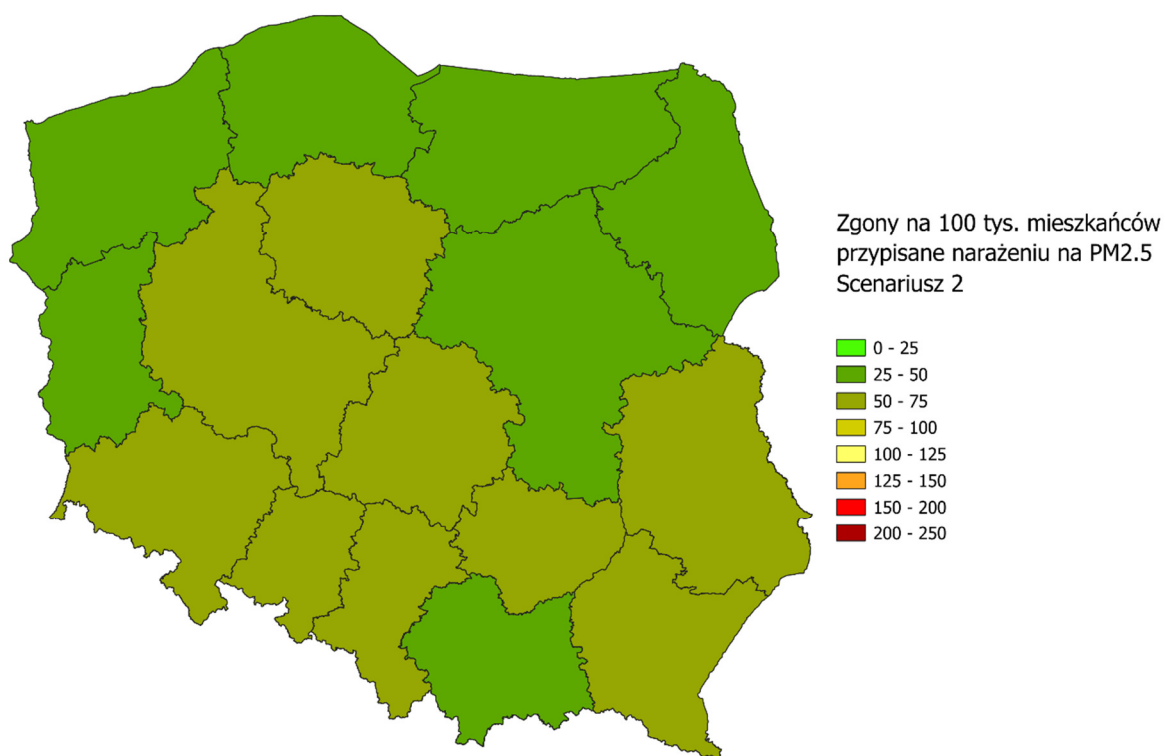 Zgony na 100 tys. mieszkańców
przypisane narażeniu na PM2.5
Scenariusz 2
0 - 25
25 - 50
50 - 75
75 - 100
100 - 125
125 - 150
150 - 200
200 - 250